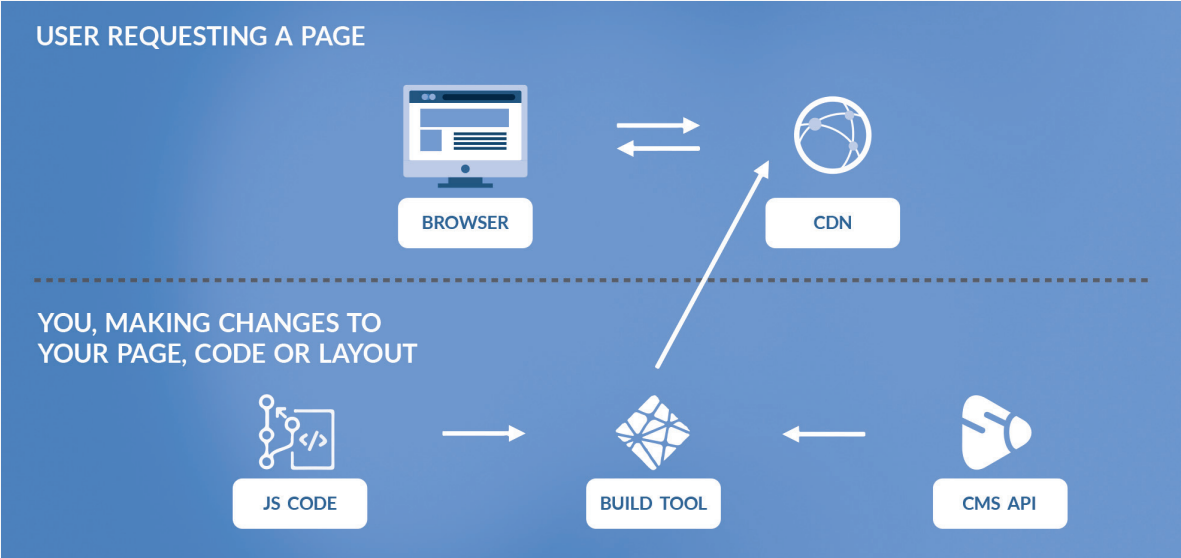 USER REQUESTING A PAGE
BROWSER
CDN
YOU, MAKING CHANGES TO
YOUR PAGE, CODE OR LAYOUT
</>
JS CODE
BUILD TOOL
CMS API